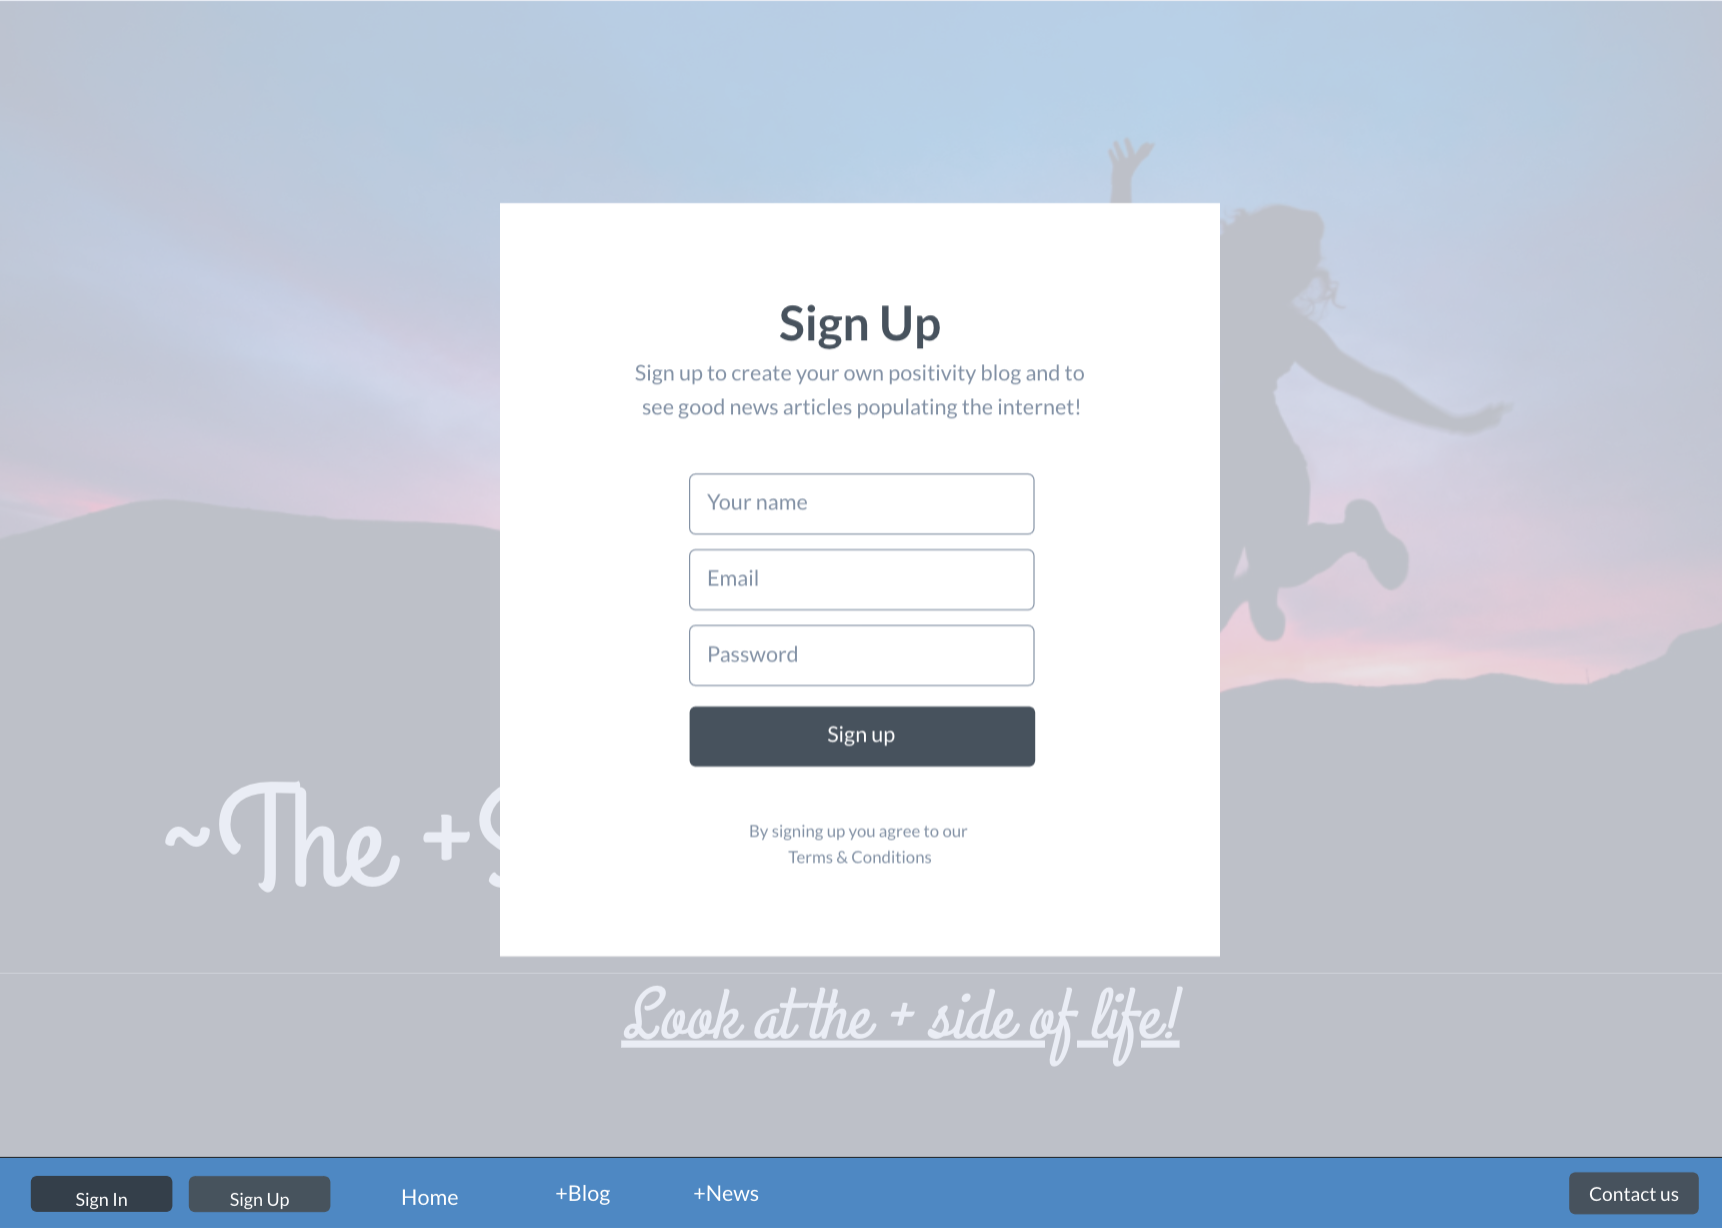 Sign Up
Sign up to create your own positivity blog and to
see good news articles populating the internet!
Your name
Email
Password
Sign up
By signing up you agree to our
Terms & Conditions
~The +
Look at the + side of life!
Sign In
Sign Up
Home
+Blog
+News
Contact us